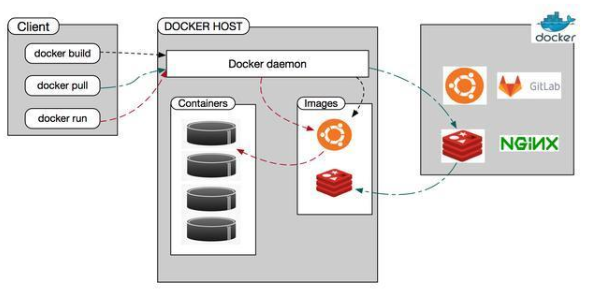 Client
docker build
docker pull
docker run
DOCKER HOST
Docker daemon
Containers
Images
docker
GitLab
NGINX